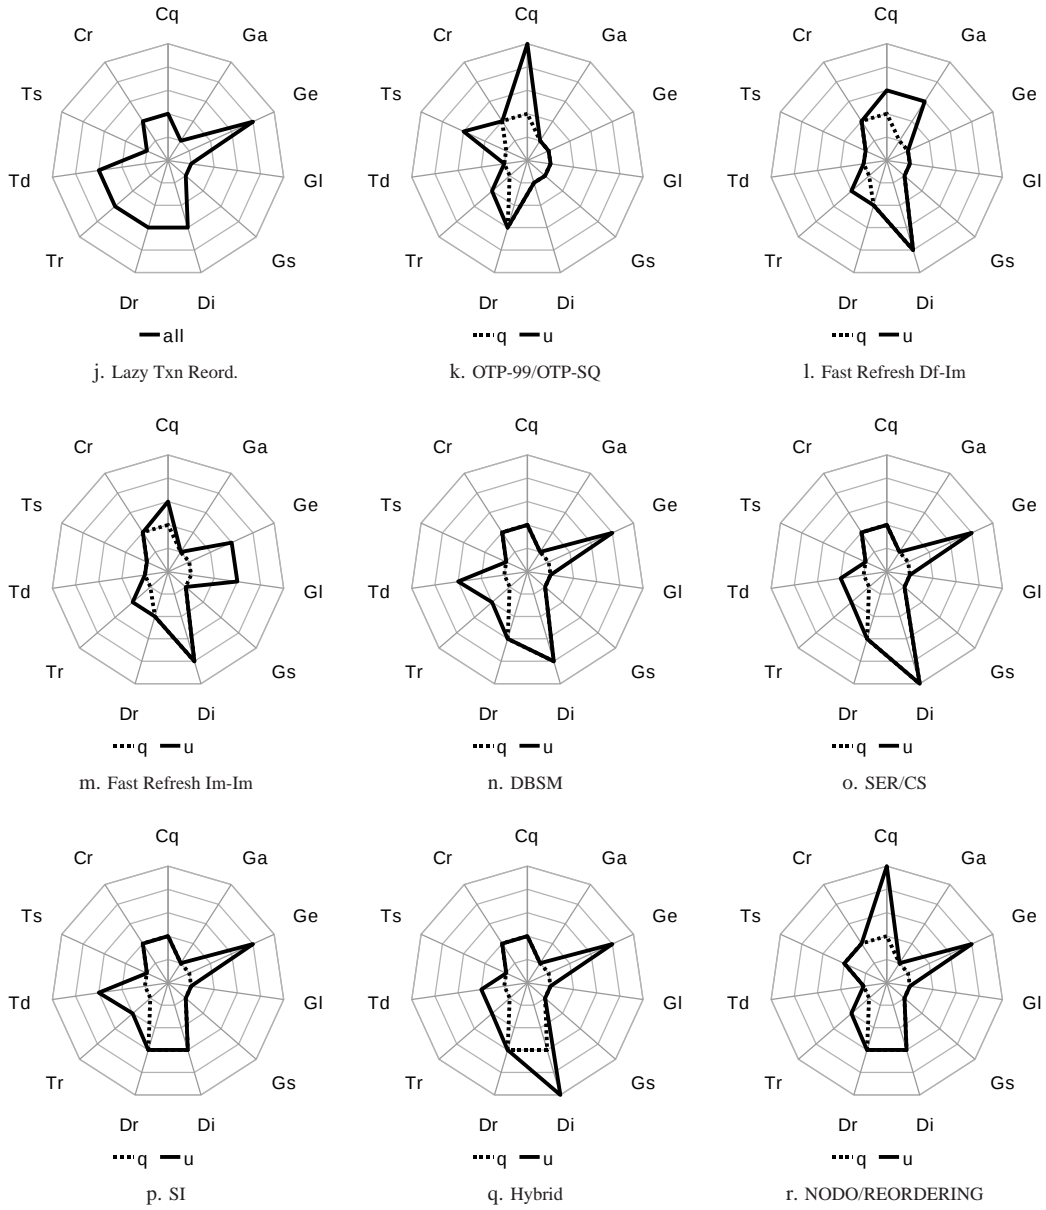 Cq Cq Cq
Cr Ga Cr Ga Cr Ga
Ts Ge Ts Ge Ts Ge
Td Gl Td Gl Td Gl
Tr Gs Tr Gs Tr Gs
Dr Di Dr Di Dr Di
all q u q u
j. Lazy Txn Reord. k. OTP-99/OTP-SQ l. Fast Refresh Df-Im
Cq Cq Cq
Cr Ga Cr Ga Cr Ga
Ts Ge Ts Ge Ts Ge
Td Gl Td Gl Td Gl
Tr Gs Tr Gs Tr Gs
Dr Di Dr Di Dr Di
q u q u q u
m. Fast Refresh Im-Im n. DBSM o. SER/CS
Cq Cq Cq
Cr Ga Cr Ga Cr Ga
Ts Ge Ts Ge Ts Ge
Td Gl Td Gl Td Gl
Tr Gs Tr Gs Tr Gs
Dr Di Dr Di Dr Di
q u q u q u
p. SI q. Hybrid r. NODO/REORDERING